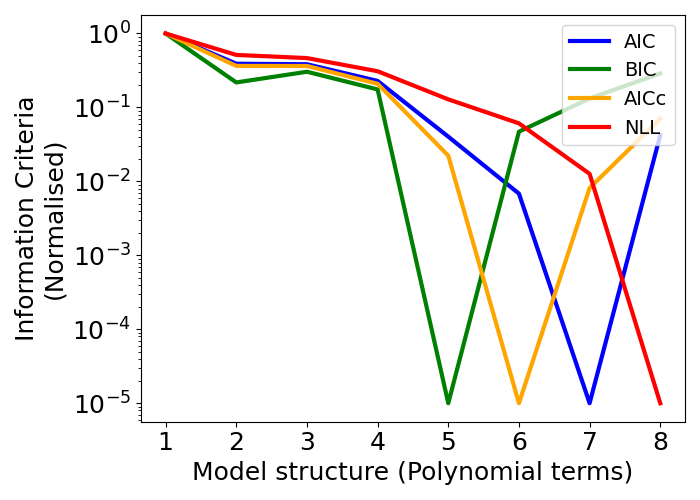 10^0
10^-1
10^-2
10^-3
10^-4
10^-5
Information Criteria
(Normalised)
AIC
BIC
AICc
NLL
1 2 3 4 5 6 7 8
Model structure (Polynomial terms)